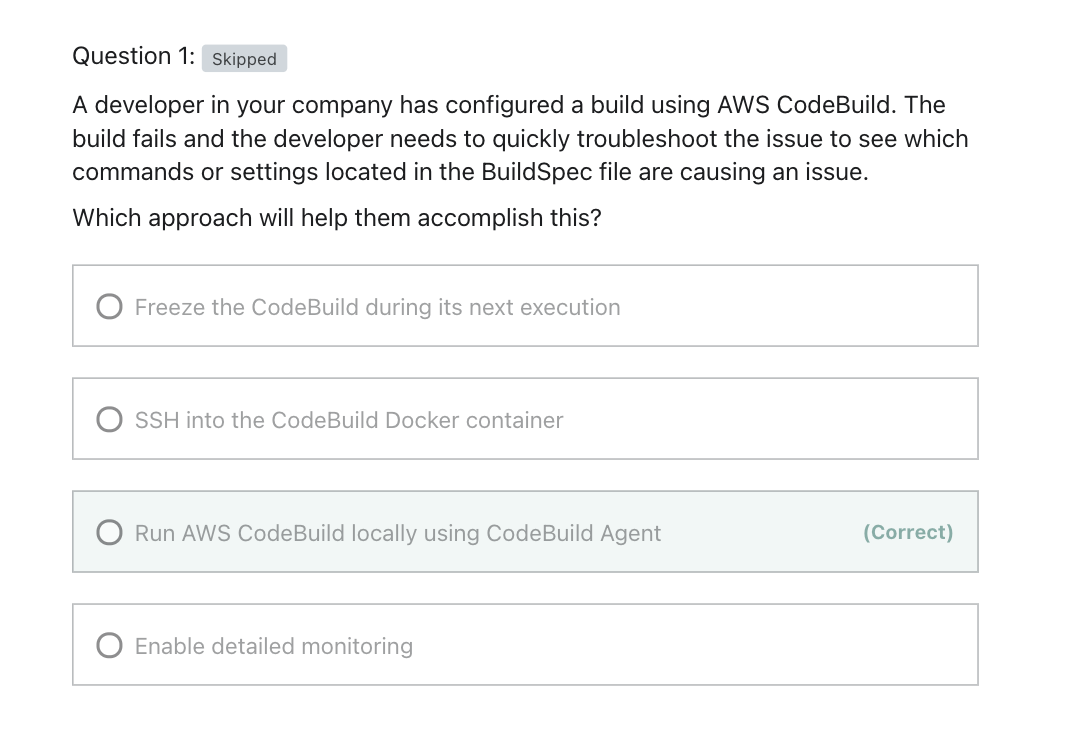 Question 1: Skipped
A developer in your company has configured a build using AWS CodeBuild. The
build fails and the developer needs to quickly troubleshoot the issue to see which
commands or settings located in the BuildSpec file are causing an issue.
Which approach will help them accomplish this?
Freeze the CodeBuild during its next execution
SSH into the CodeBuild Docker container
Run AWS CodeBuild locally using CodeBuild Agent (Correct)
Enable detailed monitoring